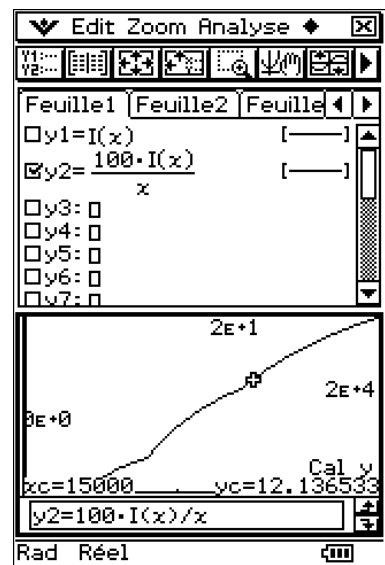 Edit Zoom Analyse
Feuille1 Feuille2 Feuille
y1=I(x) [—]
y2=100·I(x)/x [—]
y3:
y4:
y5:
y6:
y7:
2E+1
2E+4
0E+0
Cal y
xc=15000 yc=12.136533
y2=100·I(x)/x
Rad Réel